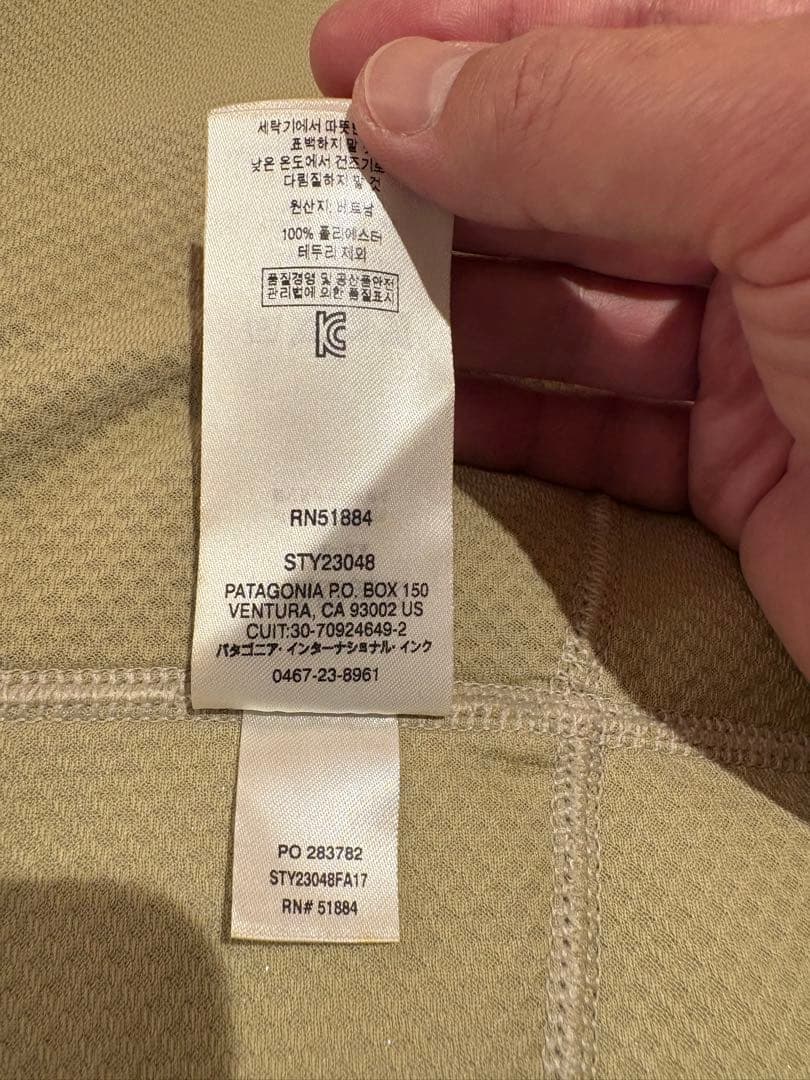 세탁기에서 따뜻한
표백하지 말
낮은 온도에서 건조기로
다림질하지 말 것
원산지: 베트남
100% 폴리에스터
테두리 제외
품질경영 및 공산품안전
관리법에 의한 품질표시
KC
RN51884
STY23048
PATAGONIA P.O. BOX 150
VENTURA, CA 93002 US
CUIT:30-70924649-2
パタゴニア・インターナショナル・インク
0467-23-8961
PO 283782
STY23048FA17
RN# 51884